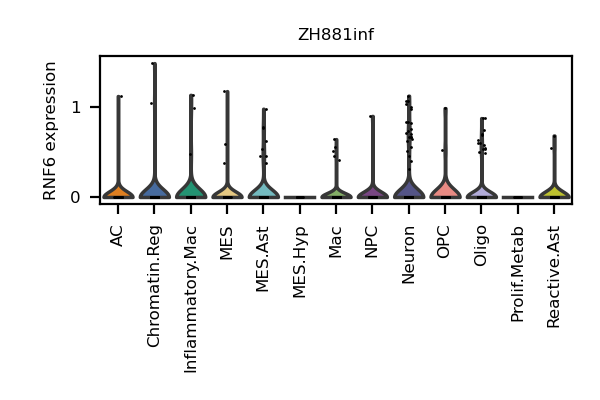 ZH881inf
RNF6 expression
1
0
AC
Chromatin.Reg
Inflammatory.Mac
MES
MES.Ast
MES.Hyp
Mac
NPC
Neuron
OPC
Oligo
Prolif.Metab
Reactive.Ast